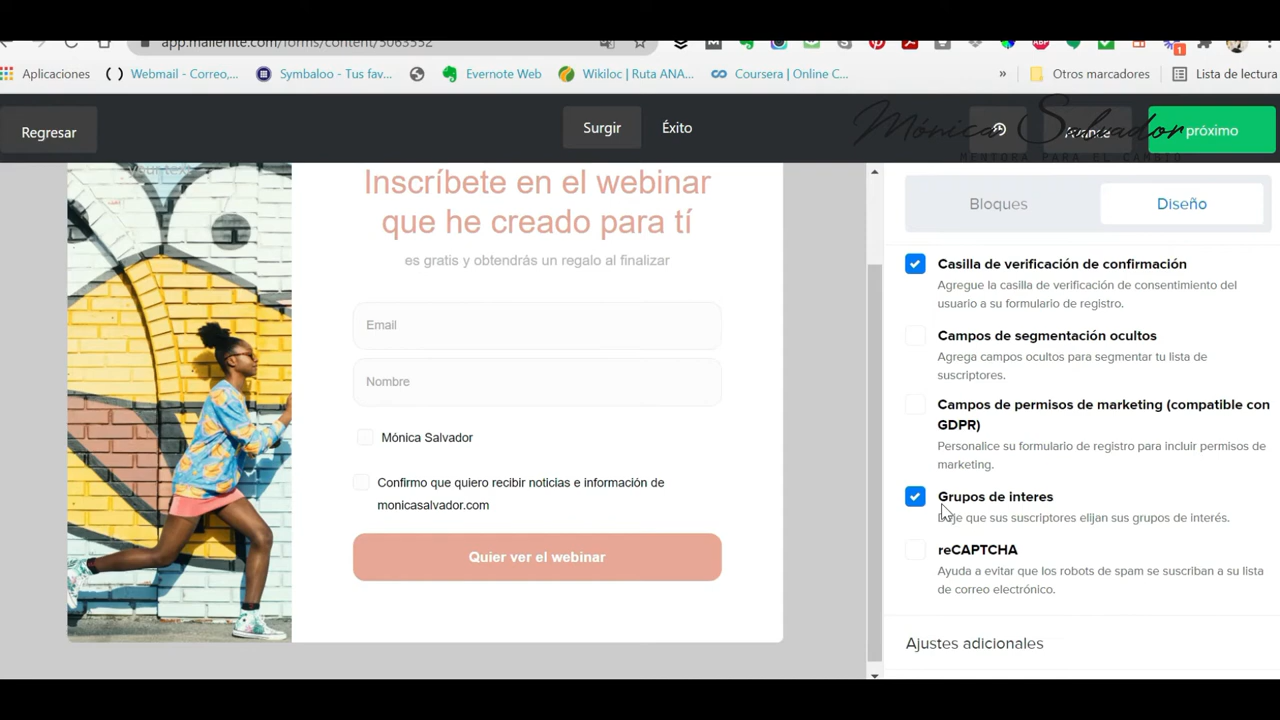 app.mailerlite.com/forms/content/5063552
Aplicaciones
Webmail - Correo,...
Symbaloo - Tus fav...
Evernote Web
Wikiloc | Ruta ANA...
Coursera | Online C...
»
Otros marcadores
Lista de lectura
1
ABP
Regresar
Surgir
Éxito
Avance
próximo
Mónica Salvador
MENTORA PARA EL CAMBIO
Bloques
Diseño
your text
Inscríbete en el webinar
que he creado para tí
es gratis y obtendrás un regalo al finalizar
Email
Nombre
Mónica Salvador
Confirmo que quiero recibir noticias e información de
monicasalvador.com
Quier ver el webinar
Casilla de verificación de confirmación
Agregue la casilla de verificación de consentimiento del
usuario a su formulario de registro.
Campos de segmentación ocultos
Agrega campos ocultos para segmentar tu lista de
suscriptores.
Campos de permisos de marketing (compatible con
GDPR)
Personalice su formulario de registro para incluir permisos de
marketing.
Grupos de interes
Deje que sus suscriptores elijan sus grupos de interés.
reCAPTCHA
Ayuda a evitar que los robots de spam se suscriban a su lista
de correo electrónico.
Ajustes adicionales